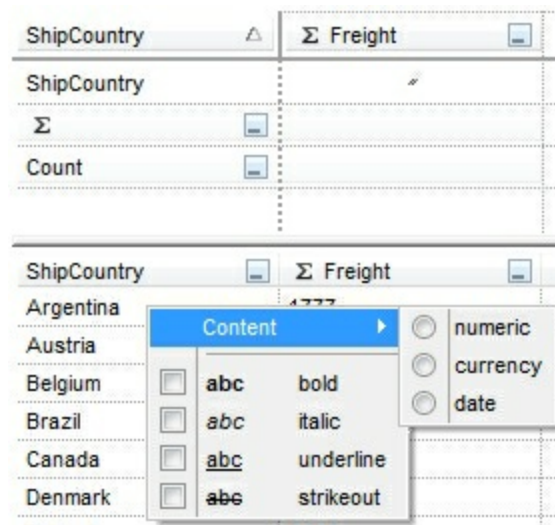 ShipCountry Σ Freight
ShipCountry
Σ
Count
ShipCountry Σ Freight
Argentina
Content numeric
Austria currency
Belgium abc bold date
Brazil abc italic
Canada abc underline
Denmark abc strikeout